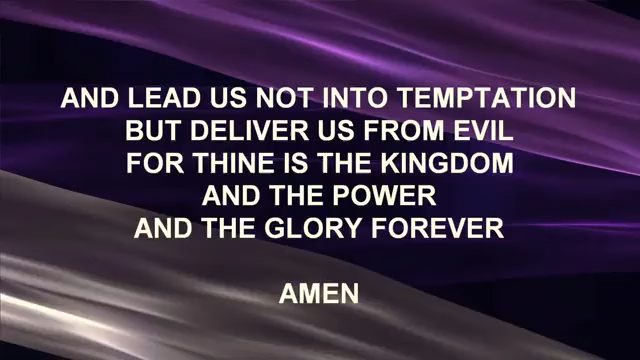 AND LEAD US NOT INTO TEMPTATION
BUT DELIVER US FROM EVIL
FOR THINE IS THE KINGDOM
AND THE POWER
AND THE GLORY FOREVER
AMEN